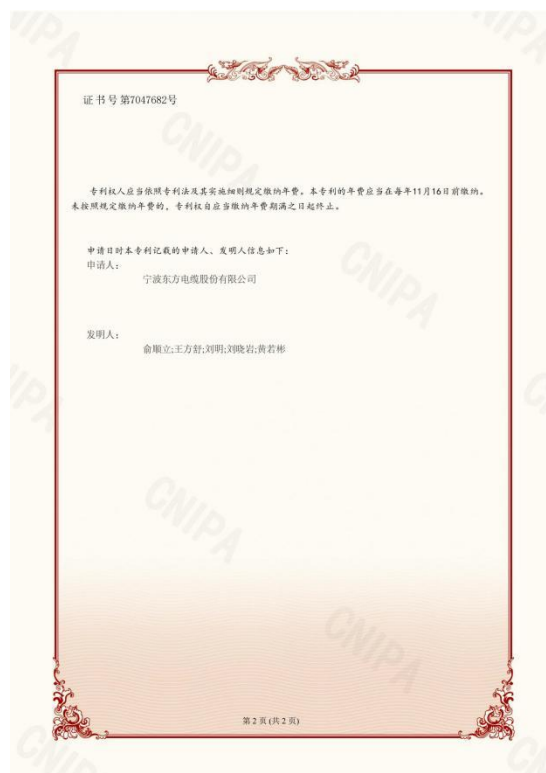 证书号第7047682号
专利权人应当依照专利法及其实施细则规定缴纳年费。本专利的年费应当在每年11月16日前缴纳。
未按照规定缴纳年费的，专利权自应当缴纳年费期满之日起终止。
申请日时本专利记载的申请人、发明人信息如下：
申请人：
宁波东方电缆股份有限公司
发明人：
俞顺立;王方舒;刘明;刘晓岩;黄若彬
第 2 页 (共 2 页)
CNIPA
CNIPA
CNIPA
CNIPA
CNIPA